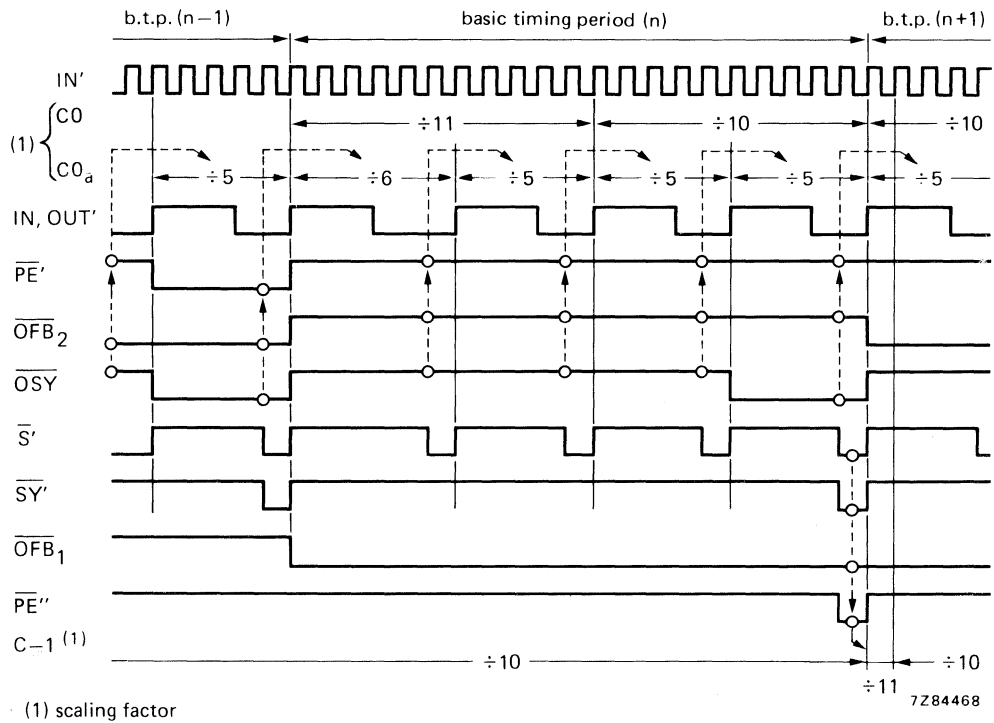 b.t.p. (n−1) basic timing period (n) b.t.p. (n+1)
IN'
C0 ÷11 ÷10 ÷10
(1)
C0a ÷5 ÷6 ÷5 ÷5 ÷5 ÷5
IN, OUT'
PE'
OFB2
OSY
S'
SY'
OFB1
PE''
C−1 (1) ÷10 ÷10
÷11
7Z84468
(1) scaling factor